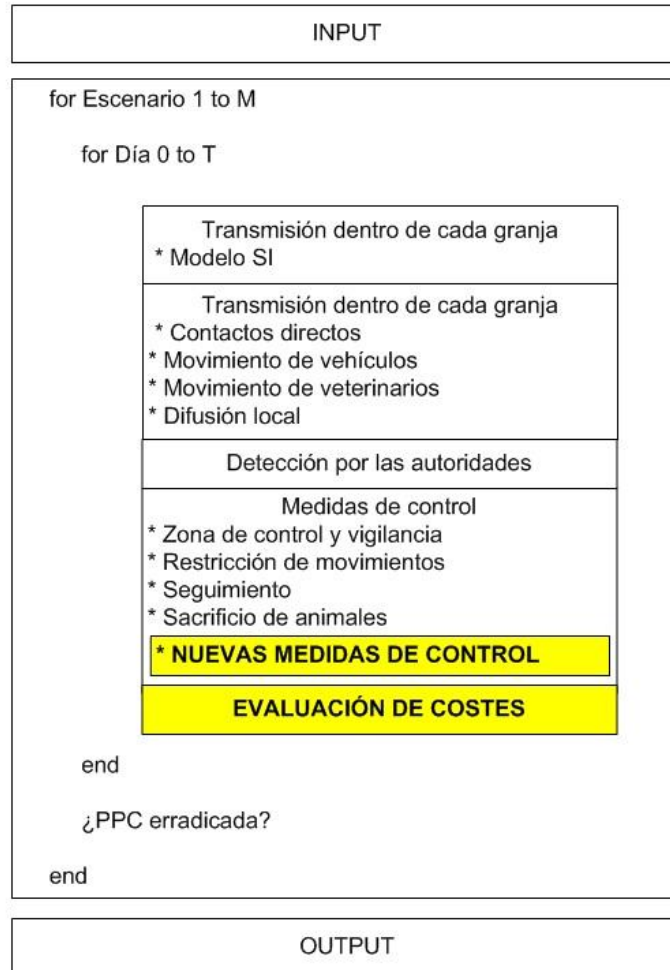 INPUT
for Escenario 1 to M
for Día 0 to T
Transmisión dentro de cada granja
* Modelo SI
Transmisión dentro de cada granja
* Contactos directos
* Movimiento de vehículos
* Movimiento de veterinarios
* Difusión local
Detección por las autoridades
Medidas de control
* Zona de control y vigilancia
* Restricción de movimientos
* Seguimiento
* Sacrificio de animales
* NUEVAS MEDIDAS DE CONTROL
EVALUACIÓN DE COSTES
end
¿PPC erradicada?
end
OUTPUT